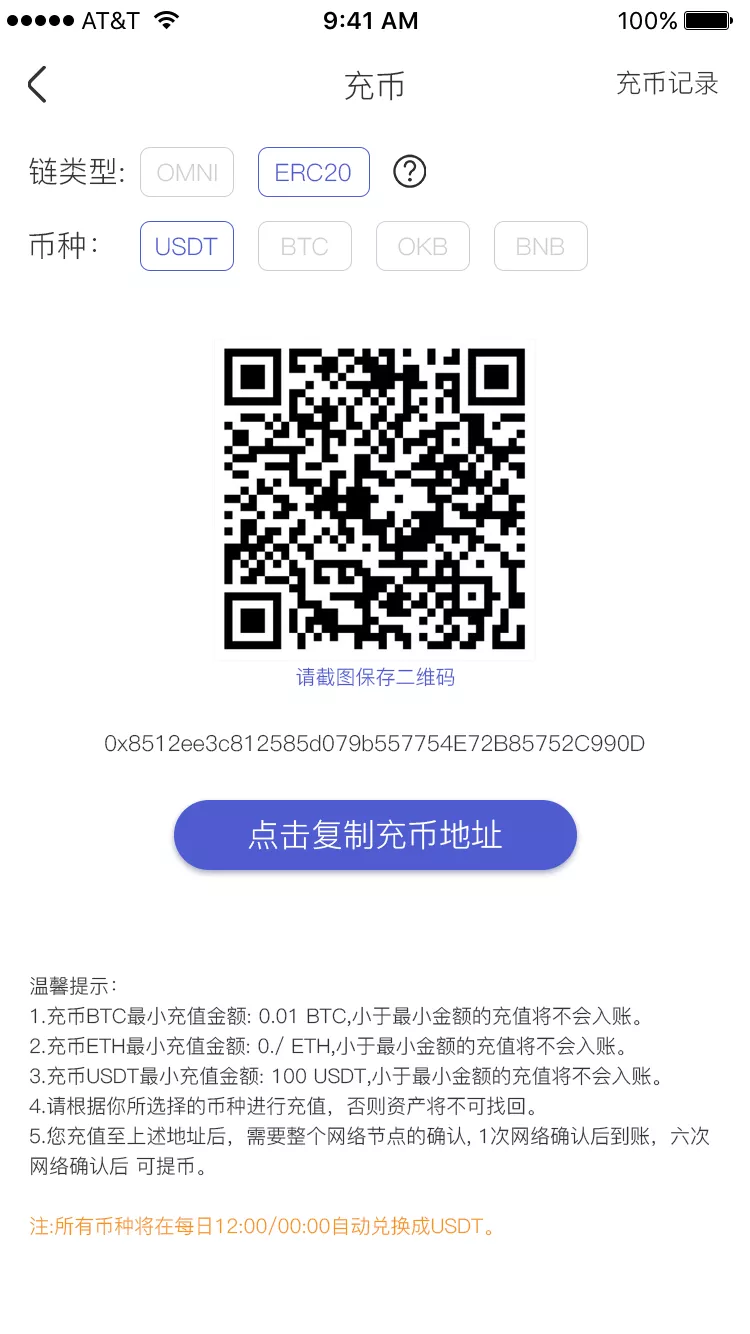 AT&T 9:41 AM 100%
充币 充币记录
链类型: OMNI ERC20 ?
币种: USDT BTC OKB BNB
请截图保存二维码
0x8512ee3c812585d079b557754E72B85752C990D
点击复制充币地址
温馨提示:
1.充币BTC最小充值金额: 0.01 BTC,小于最小金额的充值将不会入账。
2.充币ETH最小充值金额: 0./ ETH,小于最小金额的充值将不会入账。
3.充币USDT最小充值金额: 100 USDT,小于最小金额的充值将不会入账。
4.请根据你所选择的币种进行充值，否则资产将不可找回。
5.您充值至上述地址后，需要整个网络节点的确认, 1次网络确认后到账，六次
网络确认后 可提币。
注:所有币种将在每日12:00/00:00自动兑换成USDT。